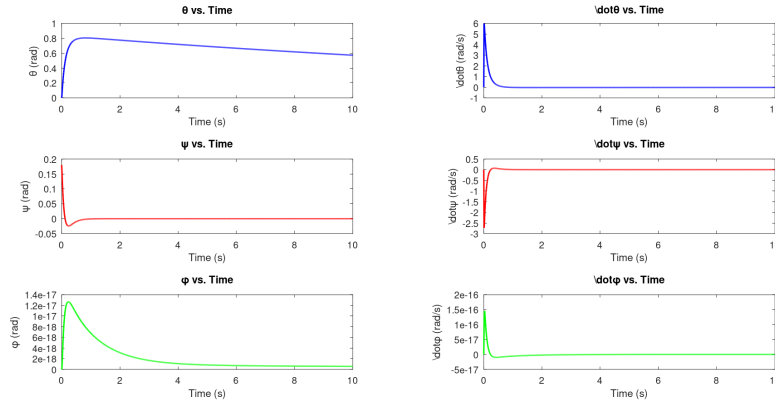 θ vs. Time
1
0.8
0.6
0.4
0.2
0
θ (rad)
0 2 4 6 8 10
Time (s)
\dotθ vs. Time
6
5
4
3
2
1
0
-1
\dotθ (rad/s)
0 2 4 6 8 10
Time (s)
ψ vs. Time
0.2
0.15
0.1
0.05
0
-0.05
ψ (rad)
0 2 4 6 8 10
Time (s)
\dotψ vs. Time
0.5
0
-0.5
-1
-1.5
-2
-2.5
-3
\dotψ (rad/s)
0 2 4 6 8 10
Time (s)
φ vs. Time
1.4e-17
1.2e-17
1e-17
8e-18
6e-18
4e-18
2e-18
0
φ (rad)
0 2 4 6 8 10
Time (s)
\dotφ vs. Time
2e-16
1.5e-16
1e-16
5e-17
0
-5e-17
\dotφ (rad/s)
0 2 4 6 8 1
Time (s)